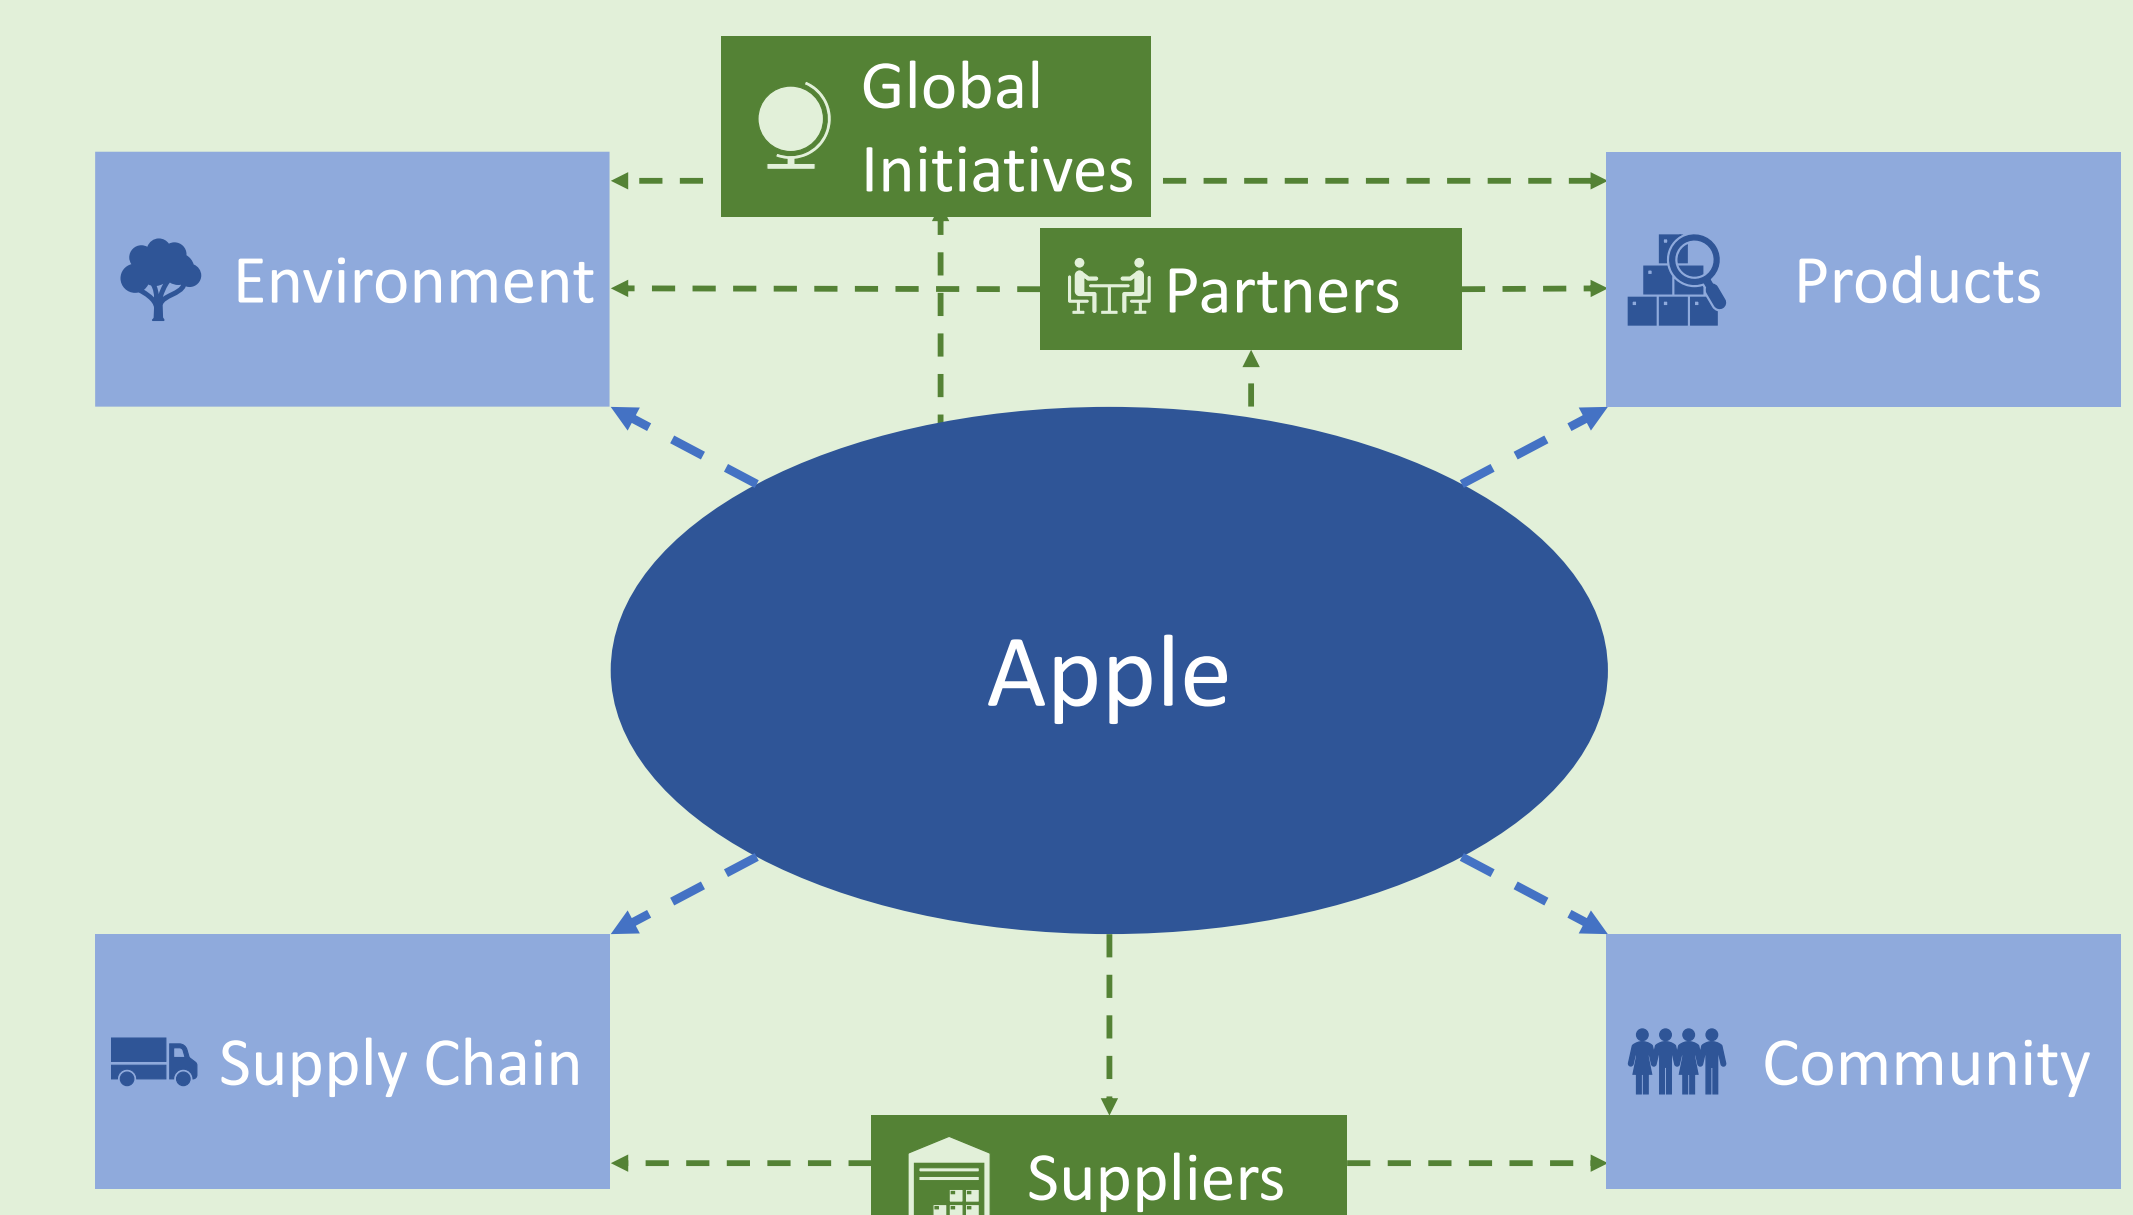 Global
Initiatives
Environment
Partners
Products
Apple
Supply Chain
Community
Suppliers